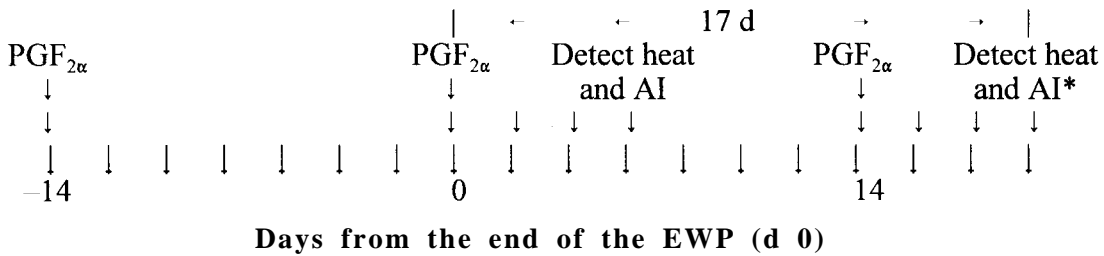 17 d
PGF2α PGF2α Detect heat PGF2α Detect heat
and AI and AI*
−14 0 14
Days from the end of the EWP (d 0)